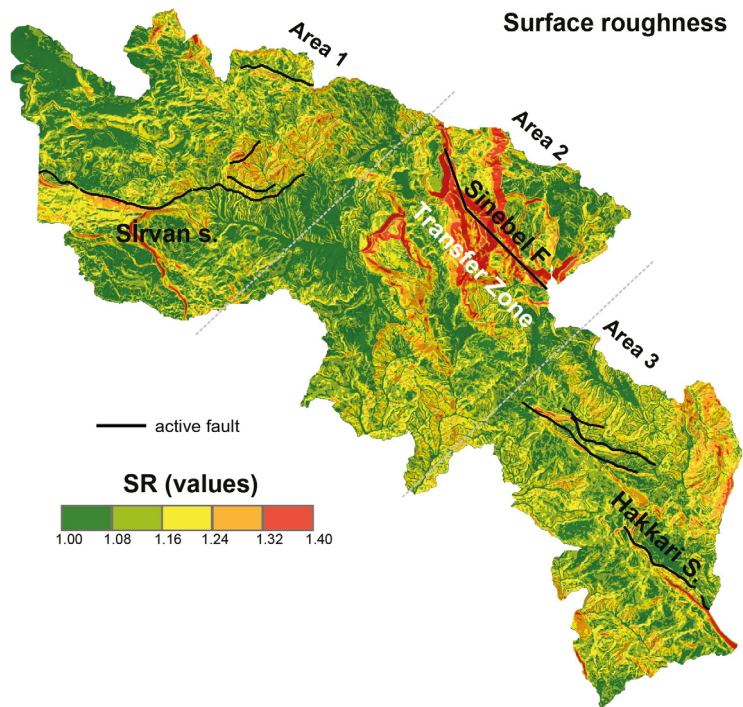 Surface roughness
Area 1
Area 2
Sinebel F.
Transfer Zone
Sirvan s.
Area 3
Hakkari S.
active fault
SR (values)
1.00 1.08 1.16 1.24 1.32 1.40